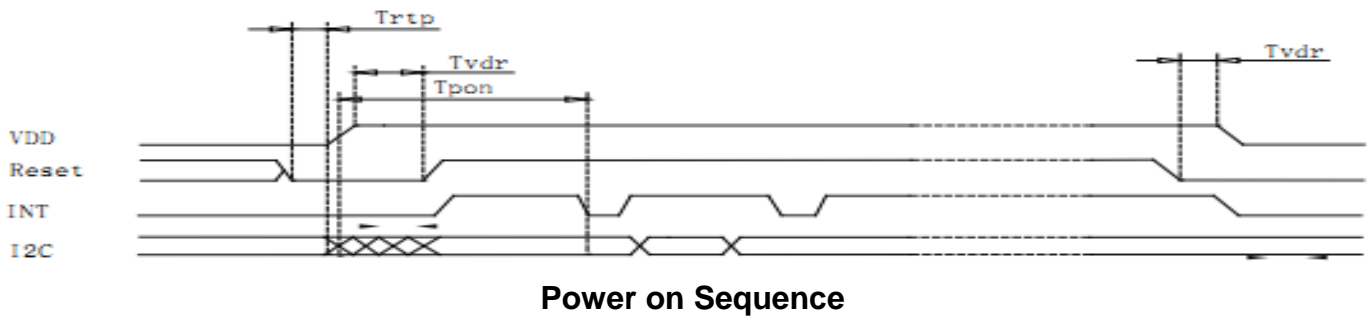 Trtp
Tvdr
Tvdr
Tpon
VDD
Reset
INT
I2C
Power on Sequence